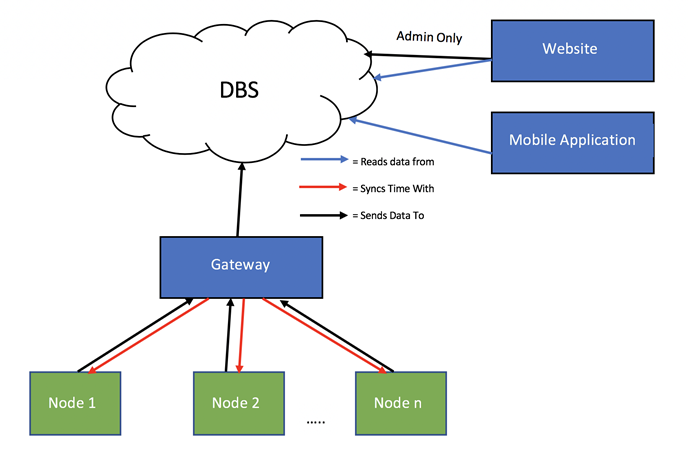 Admin Only
Website
DBS
Mobile Application
= Reads data from
= Syncs Time With
= Sends Data To
Gateway
Node 1
Node 2
.....
Node n